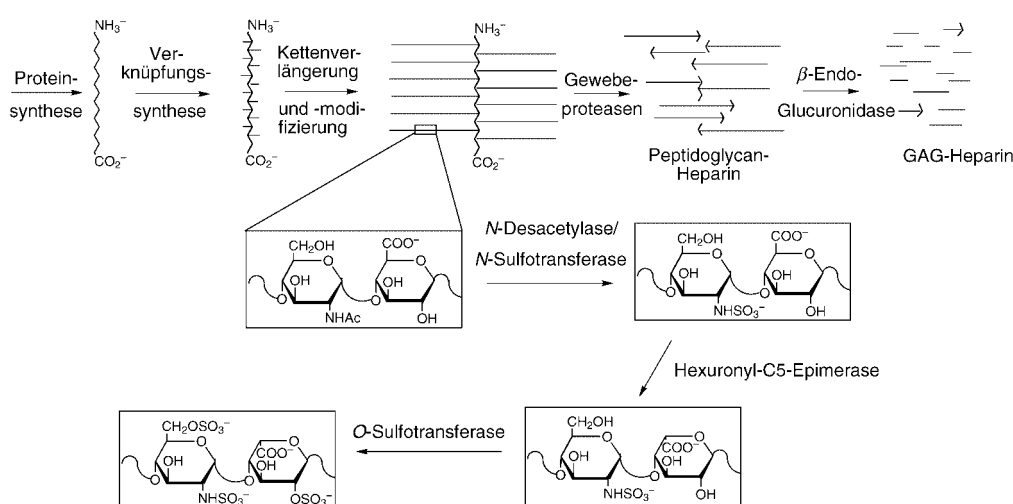 NH3−
NH3−
NH3−
Protein-
synthese
Ver-
knüpfungs-
synthese
Kettenver-
längerung
und -modi-
fizierung
Gewebe-
proteasen
β-Endo-
Glucuronidase
CO2−
CO2−
CO2−
Peptidoglycan-
Heparin
GAG-Heparin
N-Desacetylase/
N-Sulfotransferase
CH2OH
COO−
O
O
OH
OH
O
O
O
NHAc
OH
CH2OH
COO−
O
O
OH
OH
O
O
O
NHSO3−
OH
Hexuronyl-C5-Epimerase
CH2OH
O
O
COO−
OH
OH
O
O
O
NHSO3−
OH
O-Sulfotransferase
CH2OSO3−
O
O
COO−
OH
OH
O
O
O
NHSO3−
OSO3−